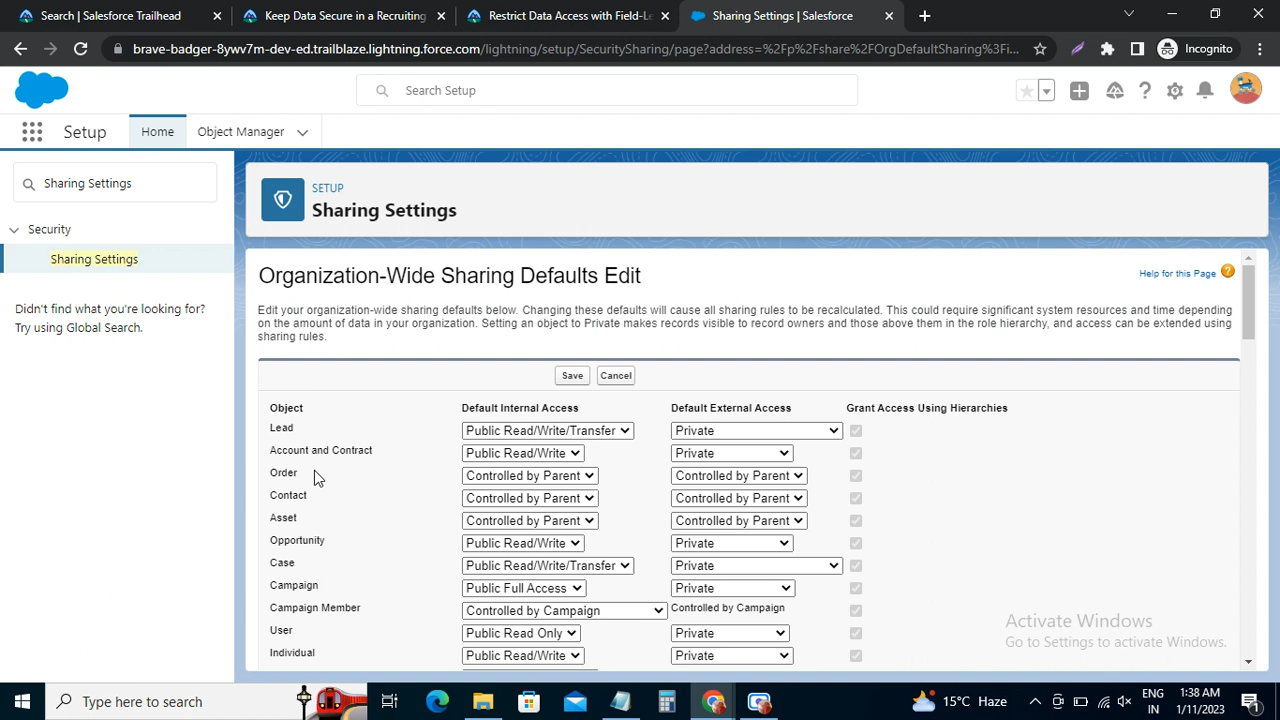 Search | Salesforce Trailhead
Keep Data Secure in a Recruiting
Restrict Data Access with Field-Le
Sharing Settings | Salesforce
brave-badger-8ywv7m-dev-ed.trailblaze.lightning.force.com/lightning/setup/SecuritySharing/page?address=%2Fp%2Fshare%2FOrgDefaultSharing%3Fi...
Incognito
Search Setup
Setup
Home
Object Manager
Sharing Settings
Security
Sharing Settings
Didn't find what you're looking for?
Try using Global Search.
SETUP
Sharing Settings
Organization-Wide Sharing Defaults Edit
Help for this Page
Edit your organization-wide sharing defaults below. Changing these defaults will cause all sharing rules to be recalculated. This could require significant system resources and time depending
on the amount of data in your organization. Setting an object to Private makes records visible to record owners and those above them in the role hierarchy, and access can be extended using
sharing rules.
Save Cancel
Object Default Internal Access Default External Access Grant Access Using Hierarchies
Lead Public Read/Write/Transfer Private
Account and Contract Public Read/Write Private
Order Controlled by Parent Controlled by Parent
Contact Controlled by Parent Controlled by Parent
Asset Controlled by Parent Controlled by Parent
Opportunity Public Read/Write Private
Case Public Read/Write/Transfer Private
Campaign Public Full Access Private
Campaign Member Controlled by Campaign Controlled by Campaign
User Public Read Only Private
Individual Public Read/Write Private
Activate Windows
Go to Settings to activate Windows.
Type here to search
15°C Haze
ENG
IN
1:38 AM
1/11/2023
1